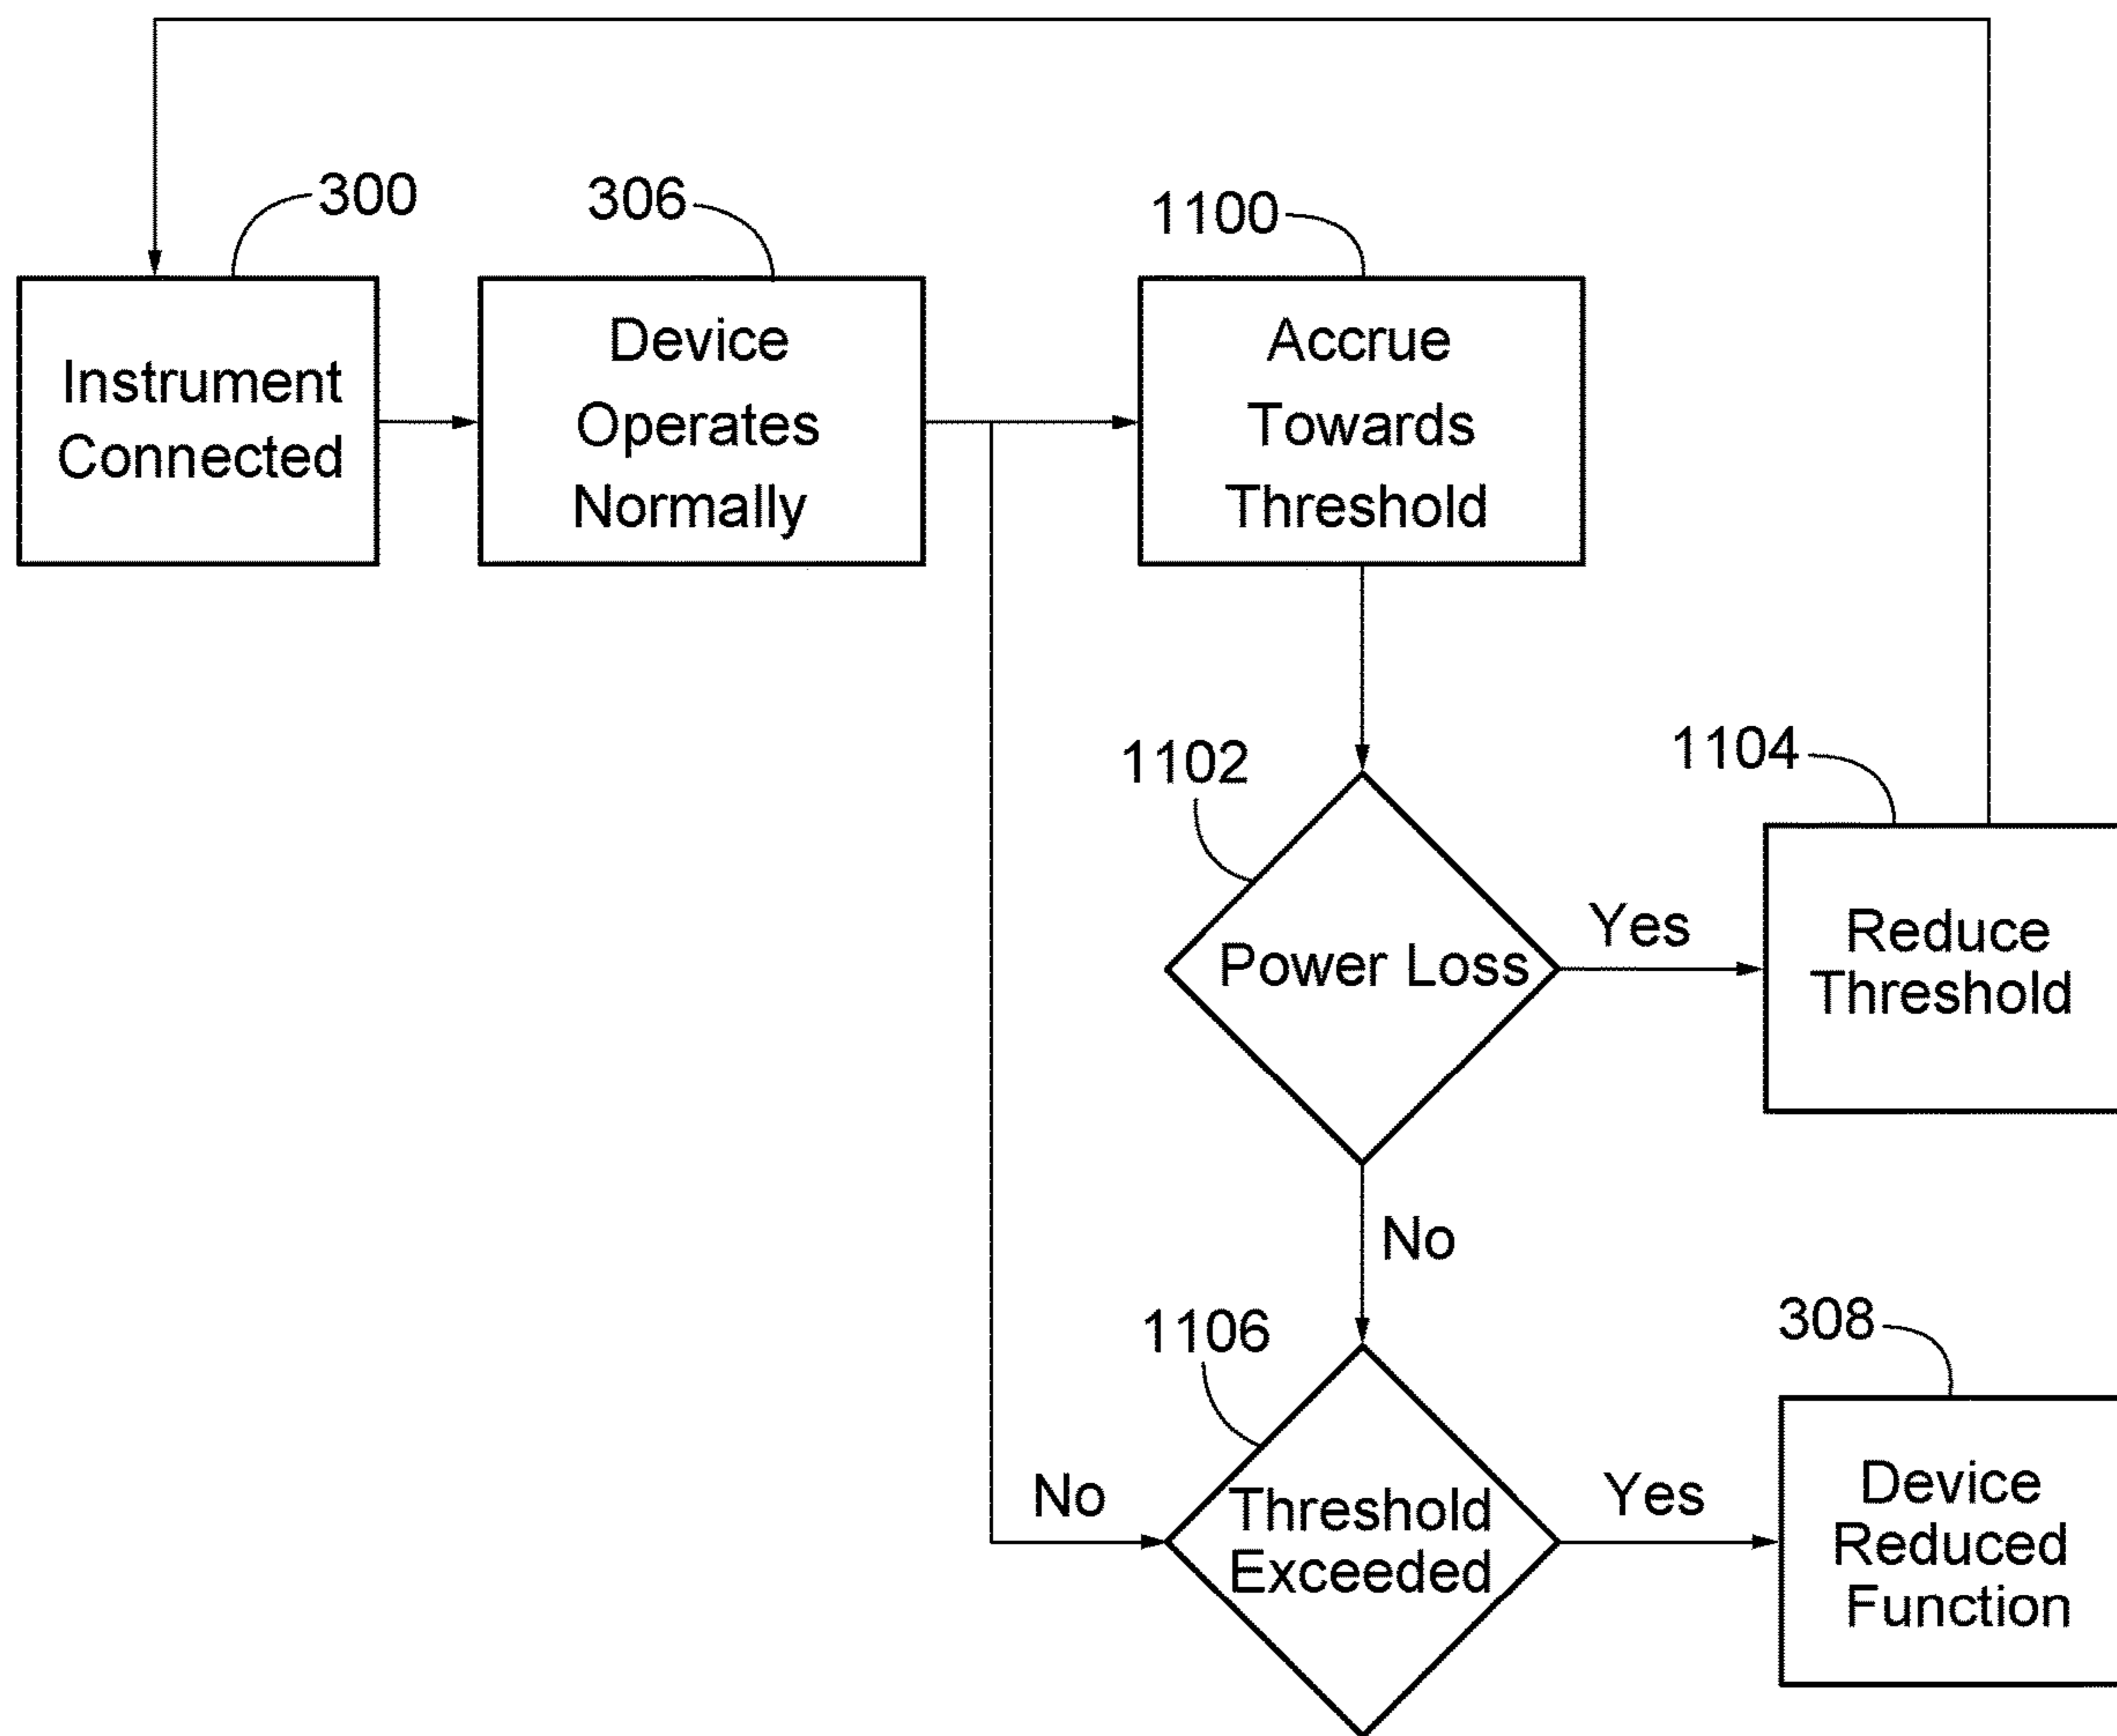 300
306
1100
Instrument
Connected
Device
Operates
Normally
Accrue
Towards
Threshold
1102
1104
Power Loss
Yes
Reduce
Threshold
No
1106
308
No
Threshold
Exceeded
Yes
Device
Reduced
Function